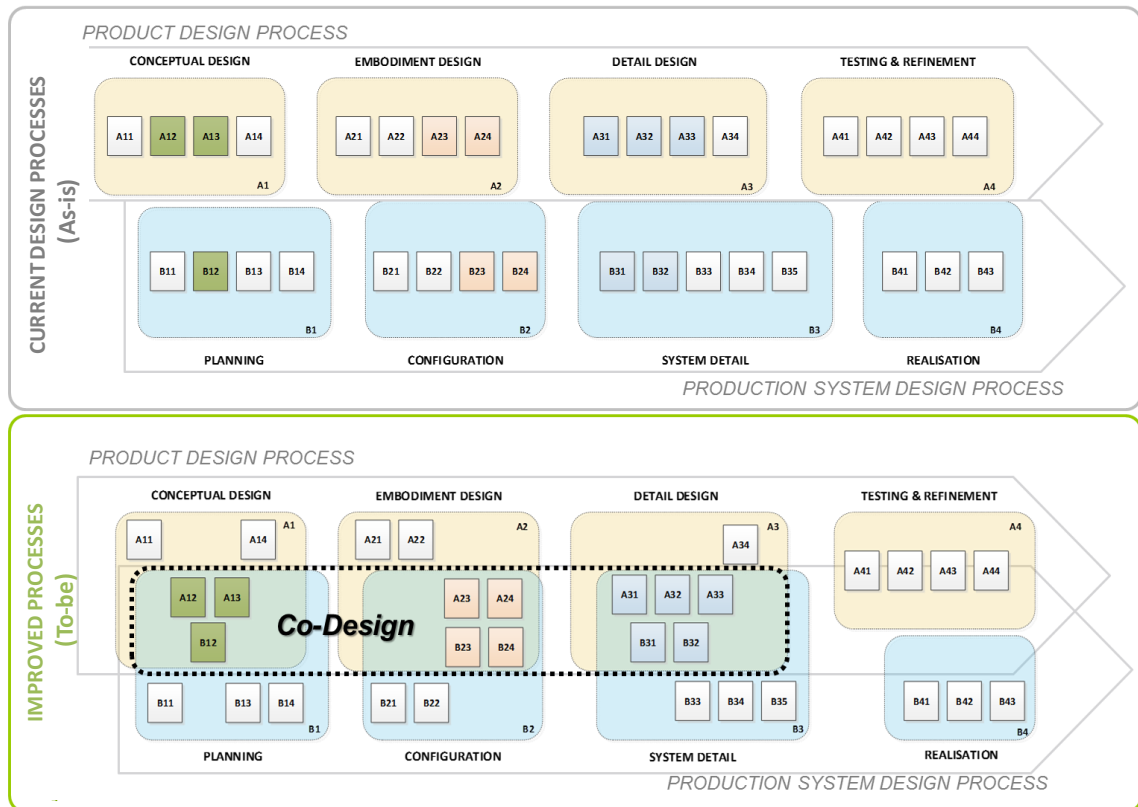 CURRENT DESIGN PROCESSES
(As-is)
PRODUCT DESIGN PROCESS
CONCEPTUAL DESIGN
EMBODIMENT DESIGN
DETAIL DESIGN
TESTING & REFINEMENT
A11 A12 A13 A14
A21 A22 A23 A24
A31 A32 A33 A34
A41 A42 A43 A44
A1
A2
A3
A4
B11 B12 B13 B14
B21 B22 B23 B24
B31 B32 B33 B34 B35
B41 B42 B43
B1
B2
B3
B4
PLANNING
CONFIGURATION
SYSTEM DETAIL
REALISATION
PRODUCTION SYSTEM DESIGN PROCESS
IMPROVED PROCESSES
(To-be)
PRODUCT DESIGN PROCESS
CONCEPTUAL DESIGN
EMBODIMENT DESIGN
DETAIL DESIGN
TESTING & REFINEMENT
A11 A14 A1
A21 A22 A2
A34 A3
A4
A41 A42 A43 A44
A12 A13
B12
Co-Design
A23 A24
B23 B24
A31 A32 A33
B31 B32
B11 B13 B14 B1
B21 B22 B2
B33 B34 B35 B3
B41 B42 B43 B4
PLANNING
CONFIGURATION
SYSTEM DETAIL
REALISATION
PRODUCTION SYSTEM DESIGN PROCESS